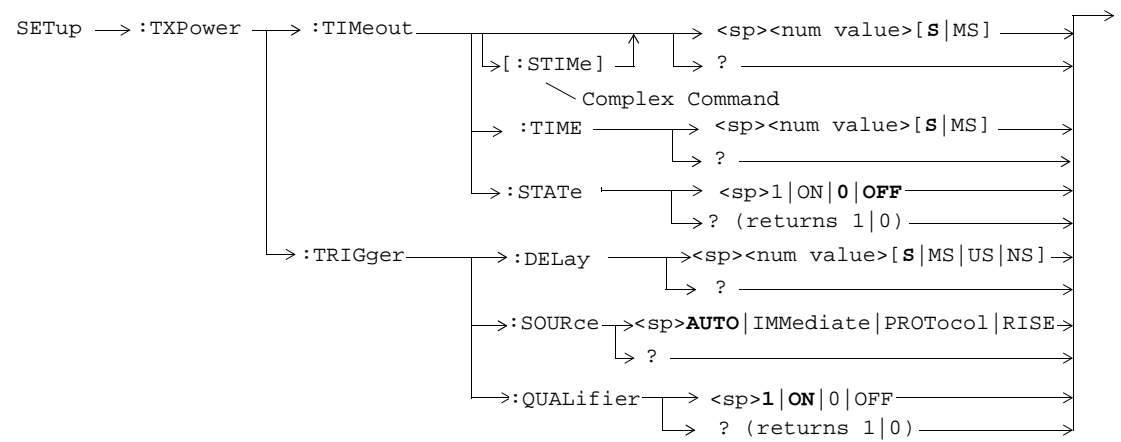 SETup :TXPower :TIMeout <sp><num value>[S|MS]
[:STIMe] ?
Complex Command
:TIME <sp><num value>[S|MS]
?
:STATe <sp>1|ON|0|OFF
? (returns 1|0)
:TRIGger :DELay <sp><num value>[S|MS|US|NS]
?
:SOURce <sp>AUTO|IMMediate|PROTocol|RISE
?
:QUALifier <sp>1|ON|0|OFF
? (returns 1|0)